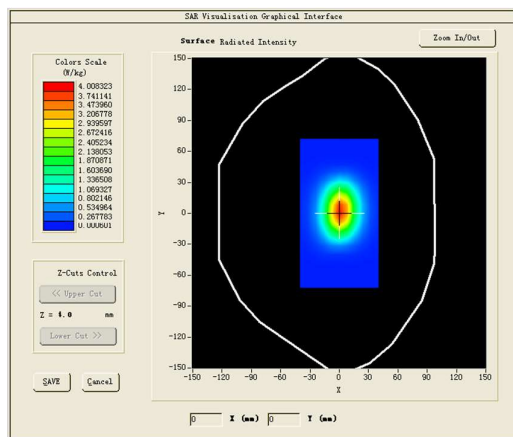 SAR Visualisation Graphical Interface
Surface Radiated Intensity
Zoom In/Out
Colors Scale
(W/kg)
4.008323
3.741141
3.473960
3.206778
2.939597
2.672416
2.405234
2.138053
1.870871
1.603690
1.336508
1.069327
0.802146
0.534964
0.267783
0.000601
Z-Cuts Control
<< Upper Cut
Z = 4.0 mm
Lower Cut >>
SAVE
Cancel
150
120
90
60
30
0
-30
-60
-90
-120
-150
Y
-150 -120 -90 -60 -30 0 30 60 90 120 150
X
0 X (mm) 0 Y (mm)